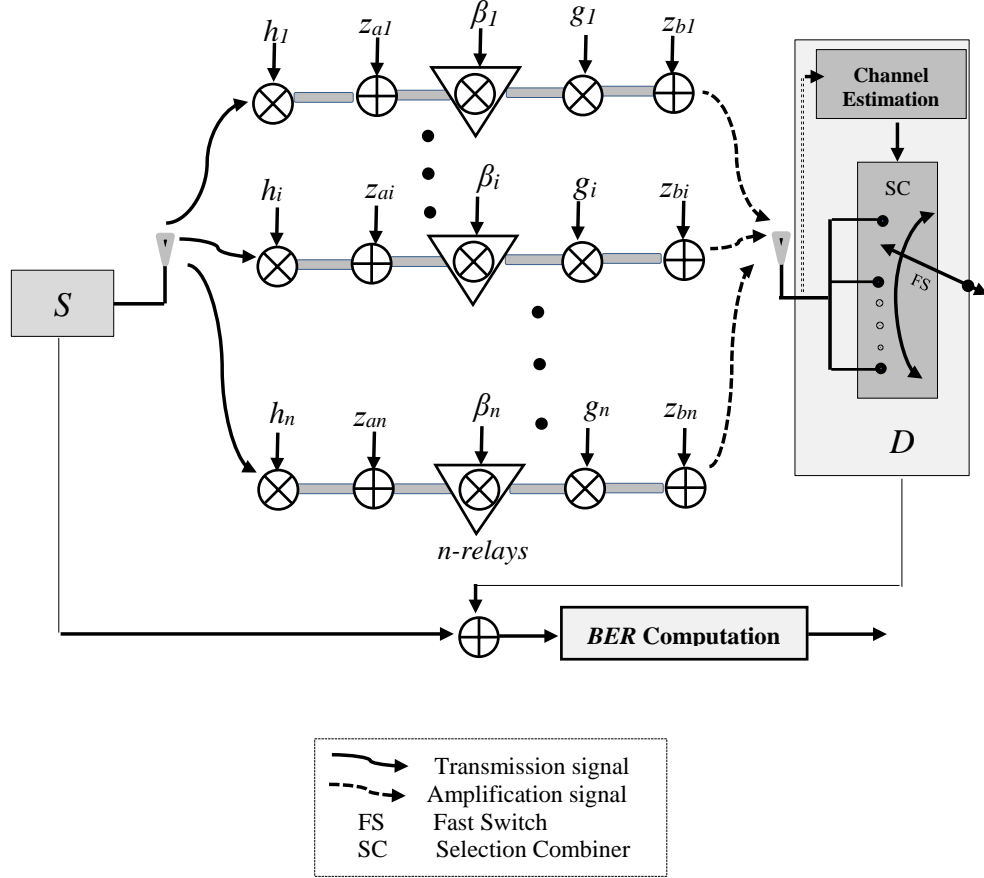 h1 za1 β1 g1 zb1
Channel
Estimation
hi zai βi gi zbi
SC
FS
S
hn zan βn gn zbn
D
n-relays
BER Computation
Transmission signal
Amplification signal
FS Fast Switch
SC Selection Combiner